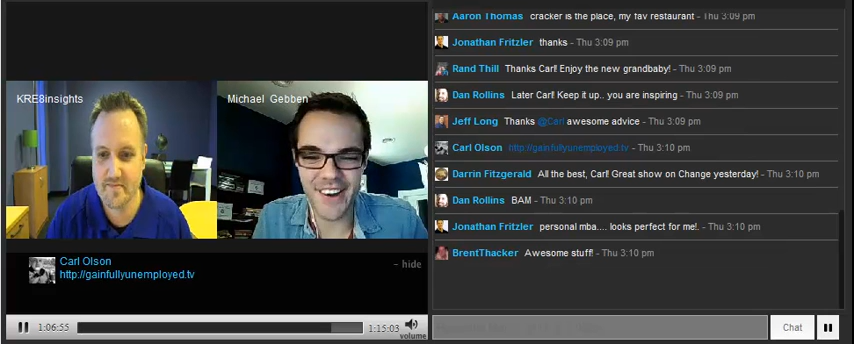 KRE8insights
Michael Gebben
Carl Olson
http://gainfullyunemployed.tv
– hide
1:06:55
1:15:03
volume
Aaron Thomas cracker is the place, my fav restaurant - Thu 3:09 pm
Jonathan Fritzler thanks - Thu 3:09 pm
Rand Thill Thanks Carl! Enjoy the new grandbaby! - Thu 3:09 pm
Dan Rollins Later Carl! Keep it up.. you are inspiring - Thu 3:09 pm
Jeff Long Thanks @Carl awesome advice - Thu 3:09 pm
Carl Olson http://gainfullyunemployed.tv - Thu 3:10 pm
Darrin Fitzgerald All the best, Carl! Great show on Change yesterday! - Thu 3:10 pm
Dan Rollins BAM - Thu 3:10 pm
Jonathan Fritzler personal mba.... looks perfect for me!. - Thu 3:10 pm
BrentThacker Awesome stuff! - Thu 3:10 pm
Chat